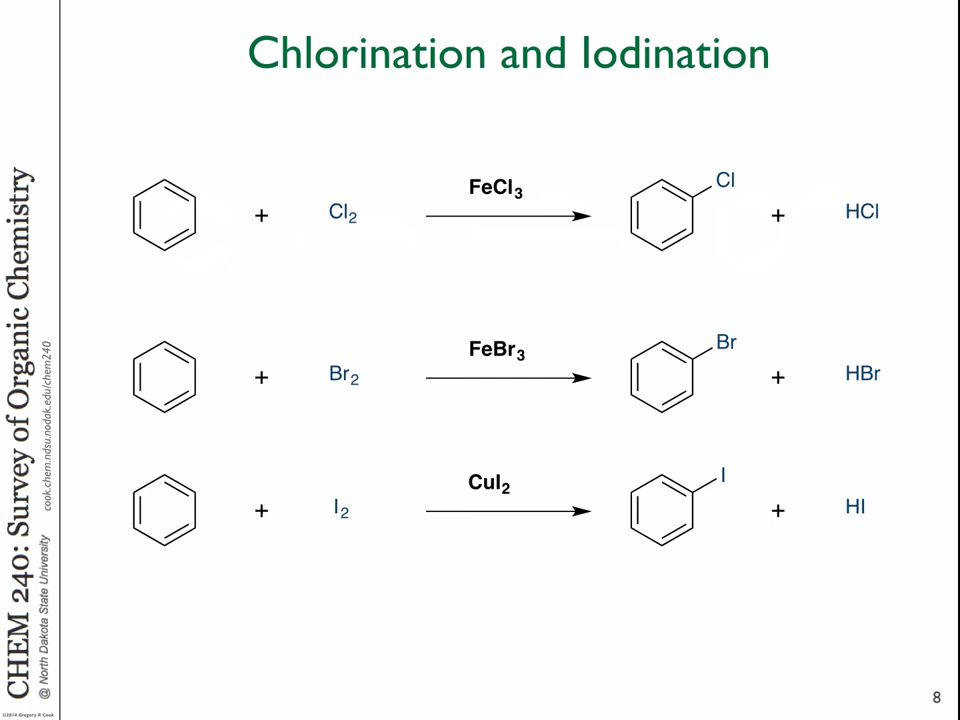 Chlorination and Iodination
+ Cl2 FeCl3 Cl + HCl
+ Br2 FeBr3 Br + HBr
+ I2 CuI2 I + HI
CHEM 240: Survey of Organic Chemistry
@ North Dakota State University cook.chem.ndsu.nodak.edu/chem240
©2014 Gregory R Cook
8